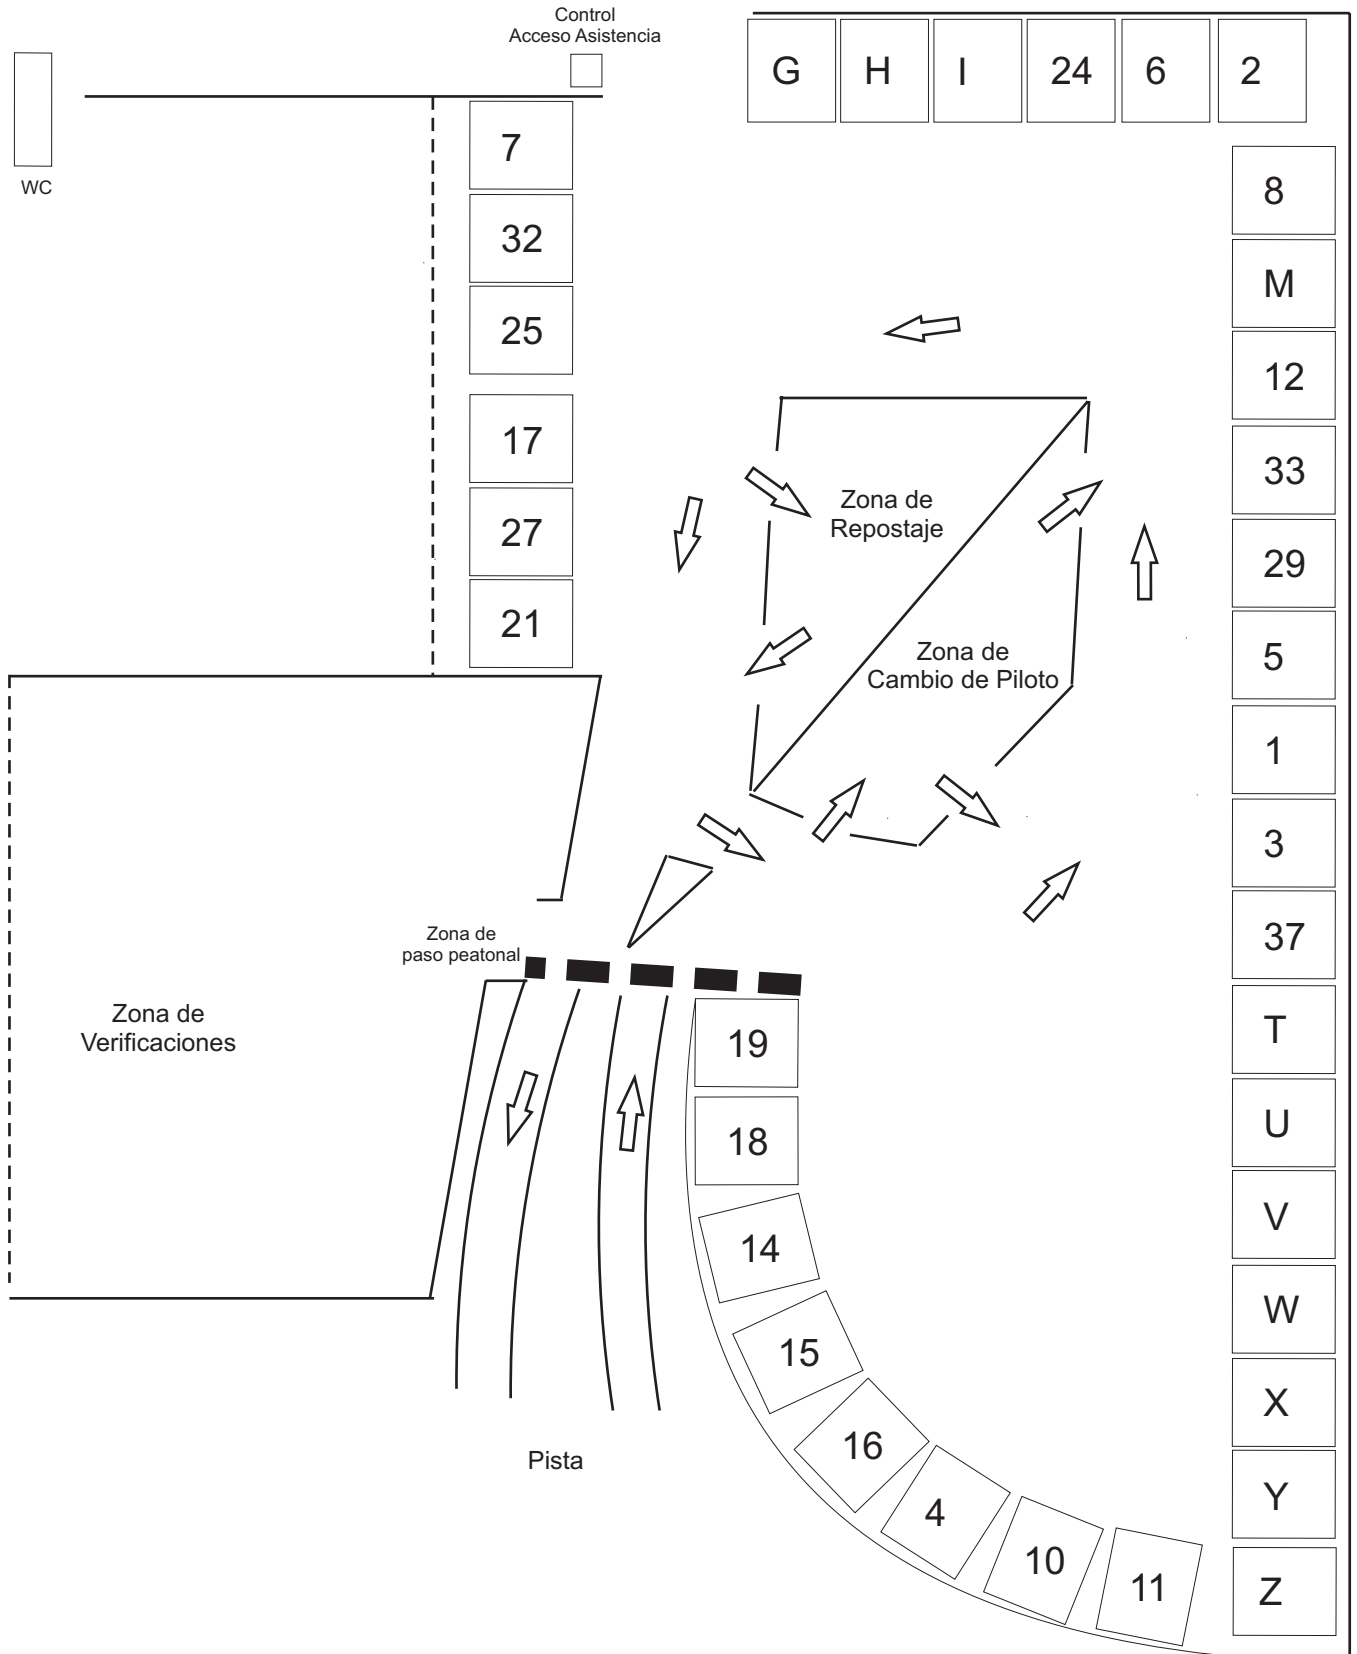 Control
Acceso Asistencia
G H I 24 6 2
WC
7
32
25
17
27
21
8
M
12
33
29
5
1
3
37
T
U
V
W
X
Y
Z
Zona de
Repostaje
Zona de
Cambio de Piloto
Zona de
paso peatonal
Zona de
Verificaciones
19
18
14
15
16
4
10
11
Pista